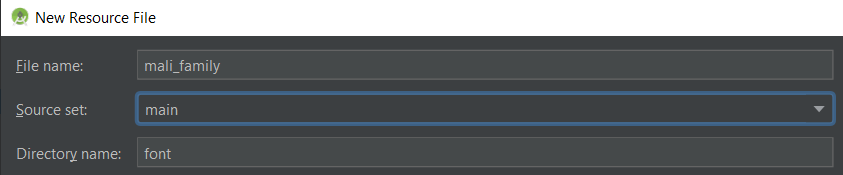 New Resource File
File name: mali_family
Source set: main
Directory name: font